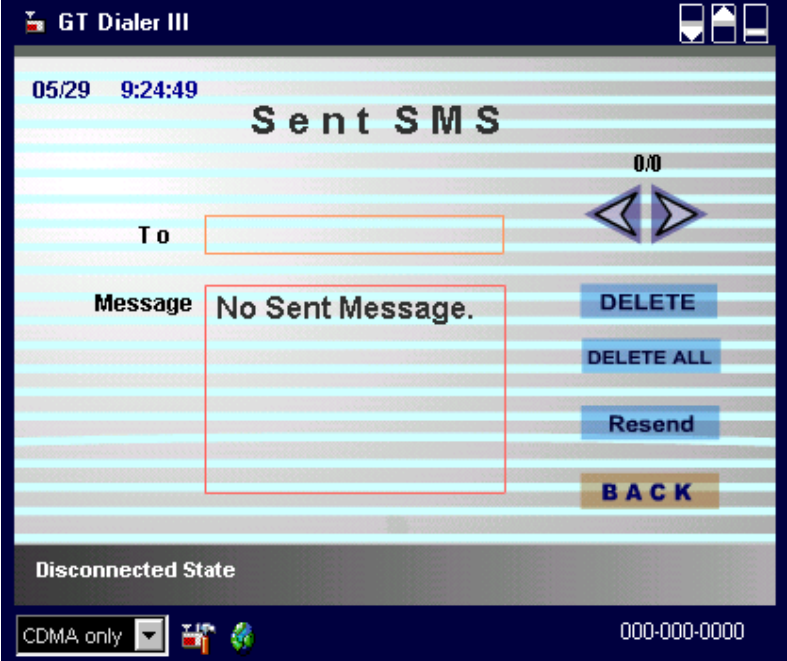 GT Dialer III
05/29 9:24:49
Sent SMS
0/0
To
Message
No Sent Message.
DELETE
DELETE ALL
Resend
BACK
Disconnected State
CDMA only
000-000-0000